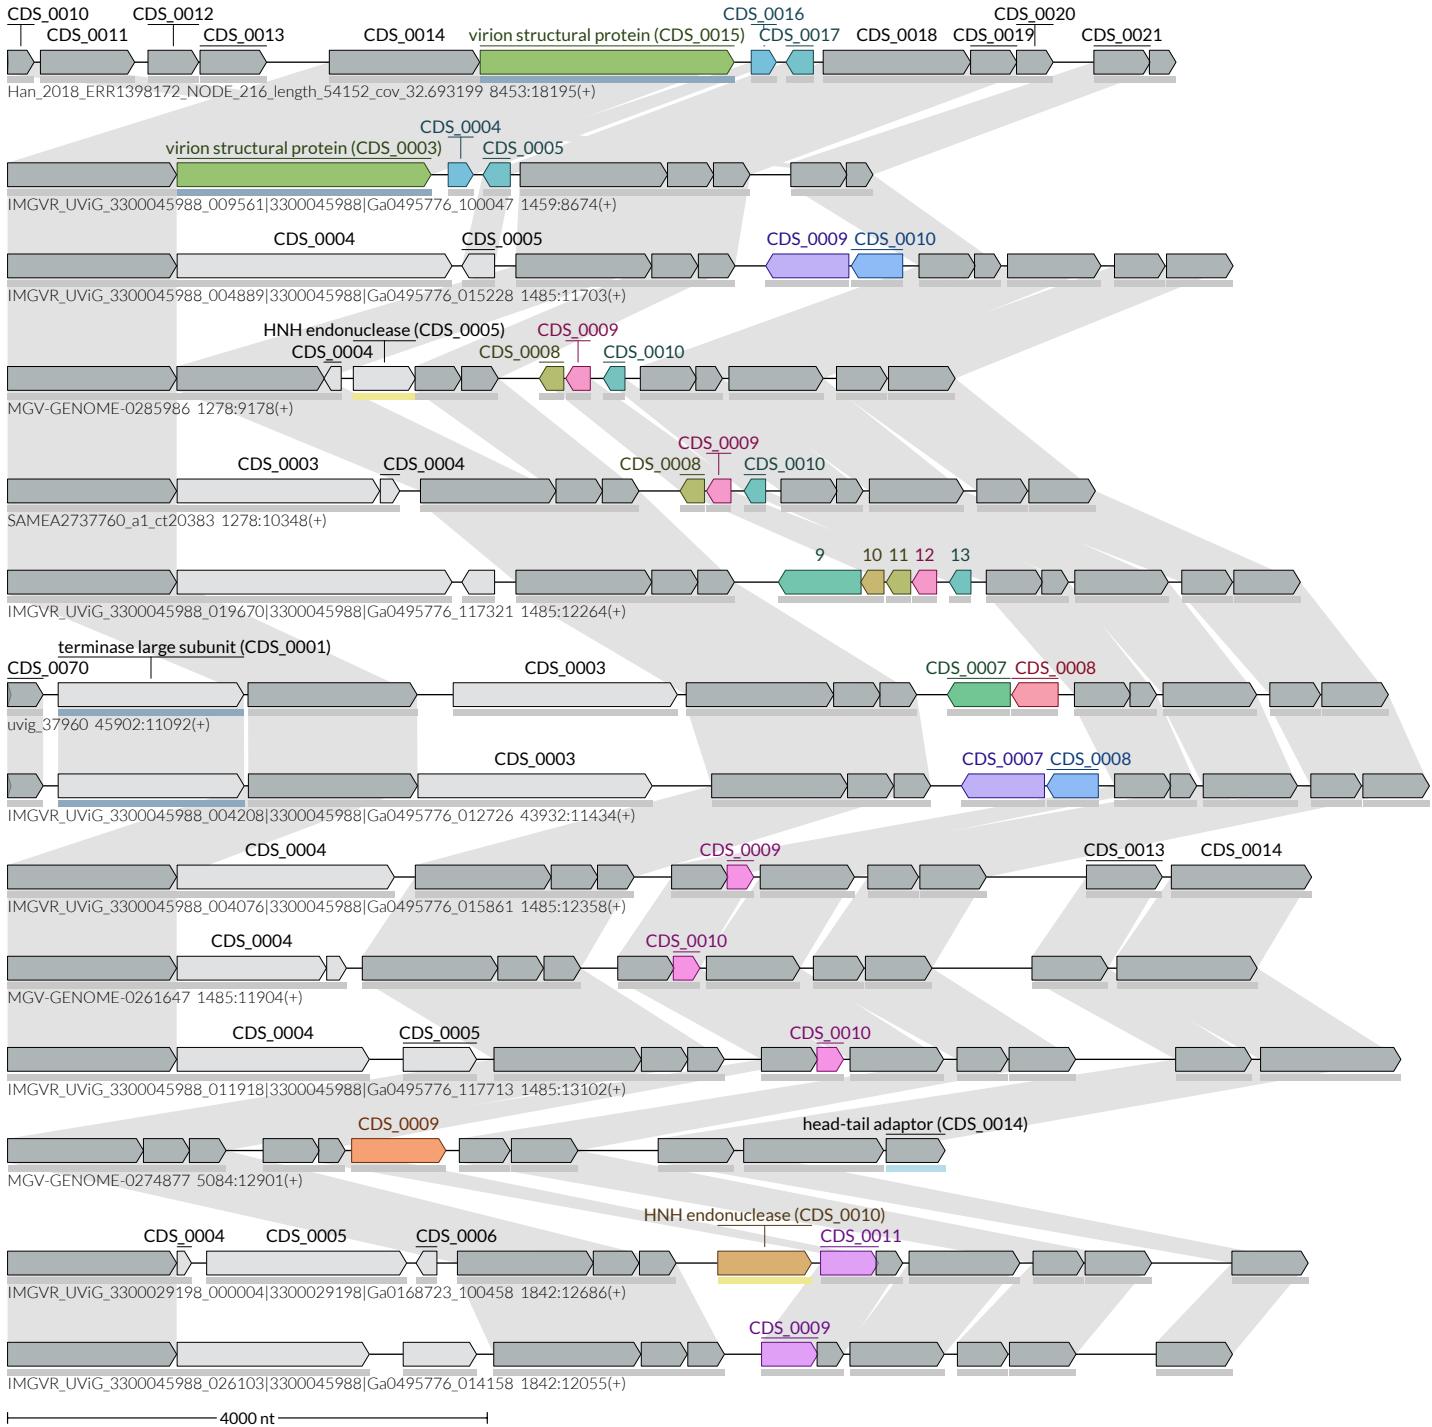 CDS_0010 CDS_0012 CDS_0016 CDS_0020
CDS_0011 CDS_0013 CDS_0014 virion structural protein (CDS_0015) CDS_0017 CDS_0018 CDS_0019 CDS_0021
Han_2018_ERR1398172_NODE_216_length_54152_cov_32.693199 8453:18195(+)
CDS_0004
virion structural protein (CDS_0003) CDS_0005
IMGVR_UViG_3300045988_009561|3300045988|Ga0495776_100047 1459:8674(+)
CDS_0004 CDS_0005 CDS_0009 CDS_0010
IMGVR_UViG_3300045988_004889|3300045988|Ga0495776_015228 1485:11703(+)
HNH endonuclease (CDS_0005) CDS_0009
CDS_0004 CDS_0008 CDS_0010
MGV-GENOME-0285986 1278:9178(+)
CDS_0009
CDS_0003 CDS_0004 CDS_0008 CDS_0010
SAMEA2737760_a1_ct20383 1278:10348(+)
9 10 11 12 13
IMGVR_UViG_3300045988_019670|3300045988|Ga0495776_117321 1485:12264(+)
terminase large subunit (CDS_0001)
CDS_0070 CDS_0003 CDS_0007 CDS_0008
uvig_37960 45902:11092(+)
CDS_0003 CDS_0007 CDS_0008
IMGVR_UViG_3300045988_004208|3300045988|Ga0495776_012726 43932:11434(+)
CDS_0004 CDS_0009 CDS_0013 CDS_0014
IMGVR_UViG_3300045988_004076|3300045988|Ga0495776_015861 1485:12358(+)
CDS_0004 CDS_0010
MGV-GENOME-0261647 1485:11904(+)
CDS_0004 CDS_0005 CDS_0010
IMGVR_UViG_3300045988_011918|3300045988|Ga0495776_117713 1485:13102(+)
CDS_0009 head-tail adaptor (CDS_0014)
MGV-GENOME-0274877 5084:12901(+)
HNH endonuclease (CDS_0010)
CDS_0004 CDS_0005 CDS_0006 CDS_0011
IMGVR_UViG_3300029198_000004|3300029198|Ga0168723_100458 1842:12686(+)
CDS_0009
IMGVR_UViG_3300045988_026103|3300045988|Ga0495776_014158 1842:12055(+)
4000 nt